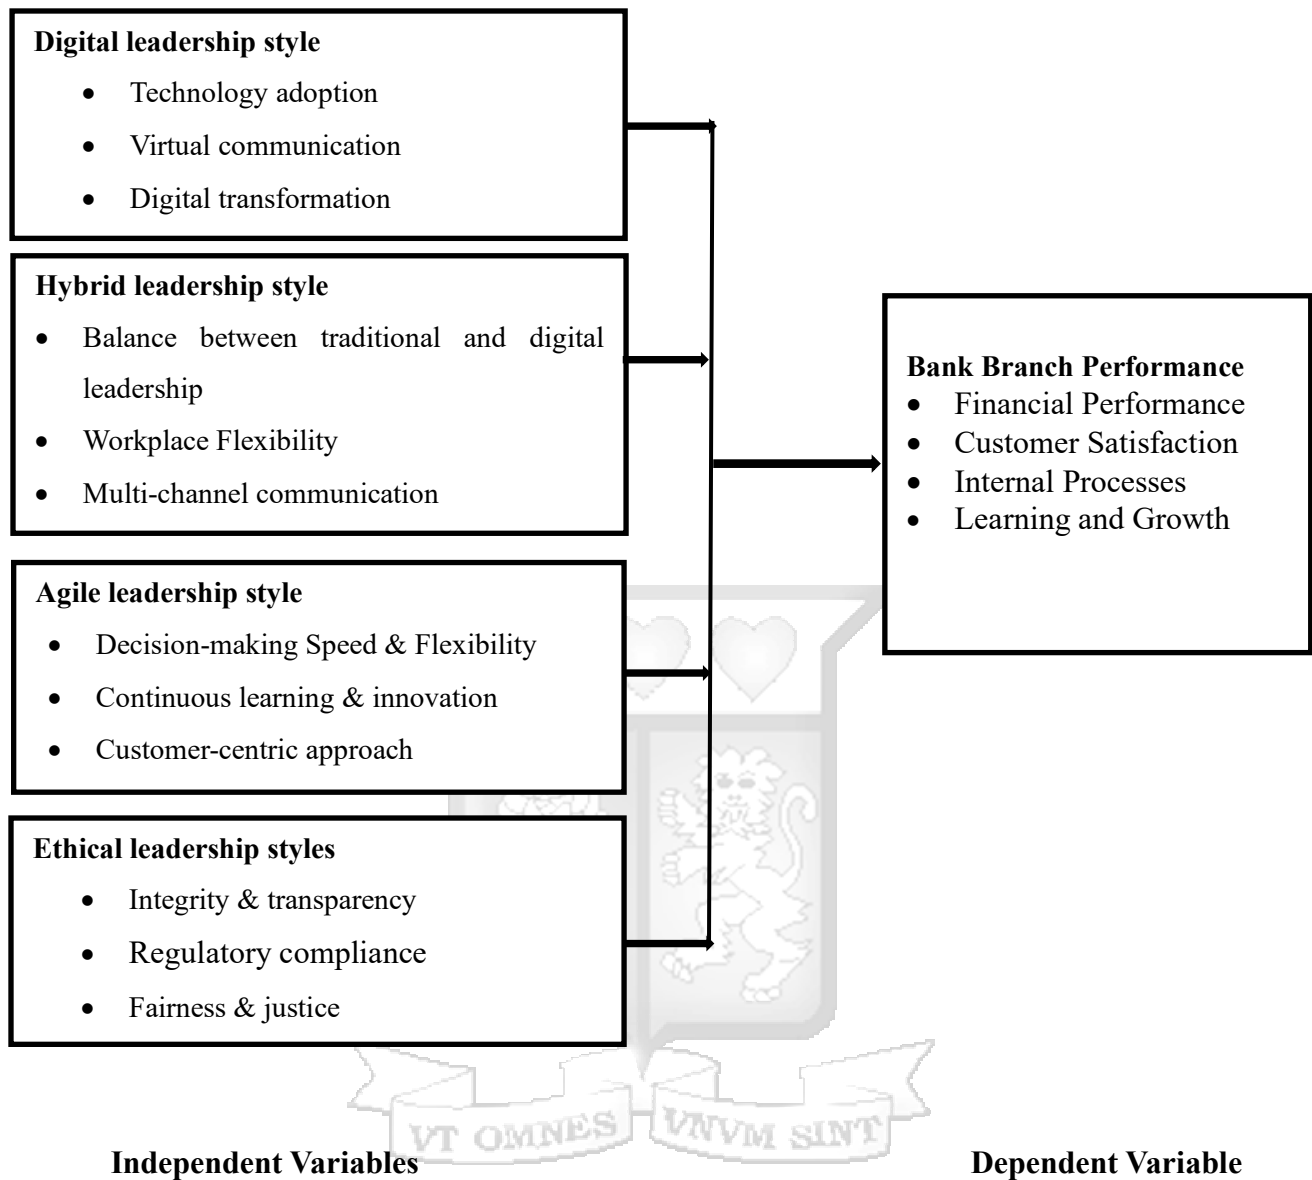 Digital leadership style
• Technology adoption
• Virtual communication
• Digital transformation
Hybrid leadership style
• Balance between traditional and digital
leadership
• Workplace Flexibility
• Multi-channel communication
Agile leadership style
• Decision-making Speed & Flexibility
• Continuous learning & innovation
• Customer-centric approach
Ethical leadership styles
• Integrity & transparency
• Regulatory compliance
• Fairness & justice
Bank Branch Performance
• Financial Performance
• Customer Satisfaction
• Internal Processes
• Learning and Growth
VT OMNES VNVM SINT
Independent Variables
Dependent Variable